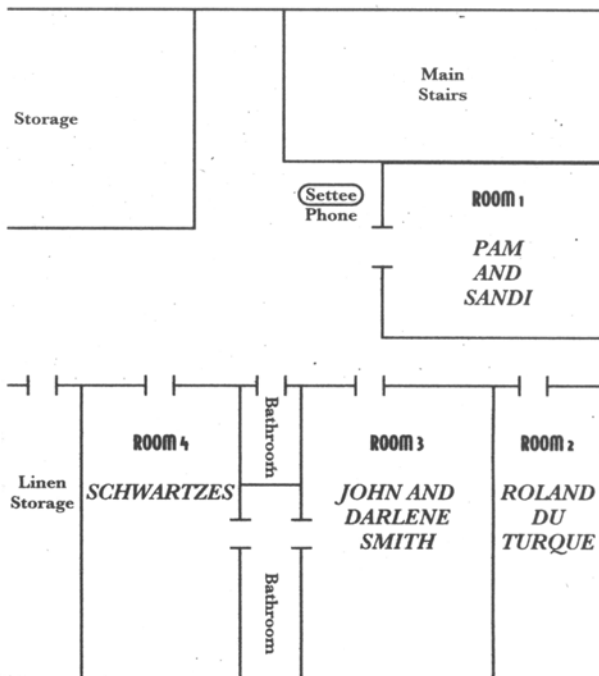 Main
Stairs
Storage
Settee
Phone
ROOM 1
PAM
AND
SANDI
Linen
Storage
ROOM 4
SCHWARTZES
Bathroom
Bathroom
ROOM 3
JOHN AND
DARLENE
SMITH
ROOM 2
ROLAND
DU
TURQUE